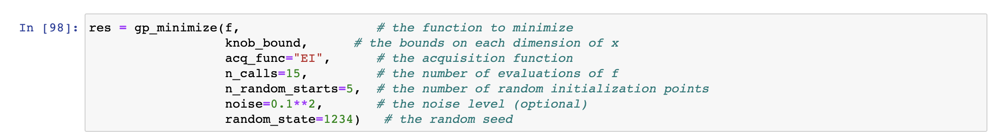 In [98]: res = gp_minimize(f,                  # the function to minimize
                  knob_bound,      # the bounds on each dimension of x
                  acq_func="EI",      # the acquisition function
                  n_calls=15,         # the number of evaluations of f
                  n_random_starts=5,  # the number of random initialization points
                  noise=0.1**2,       # the noise level (optional)
                  random_state=1234)   # the random seed